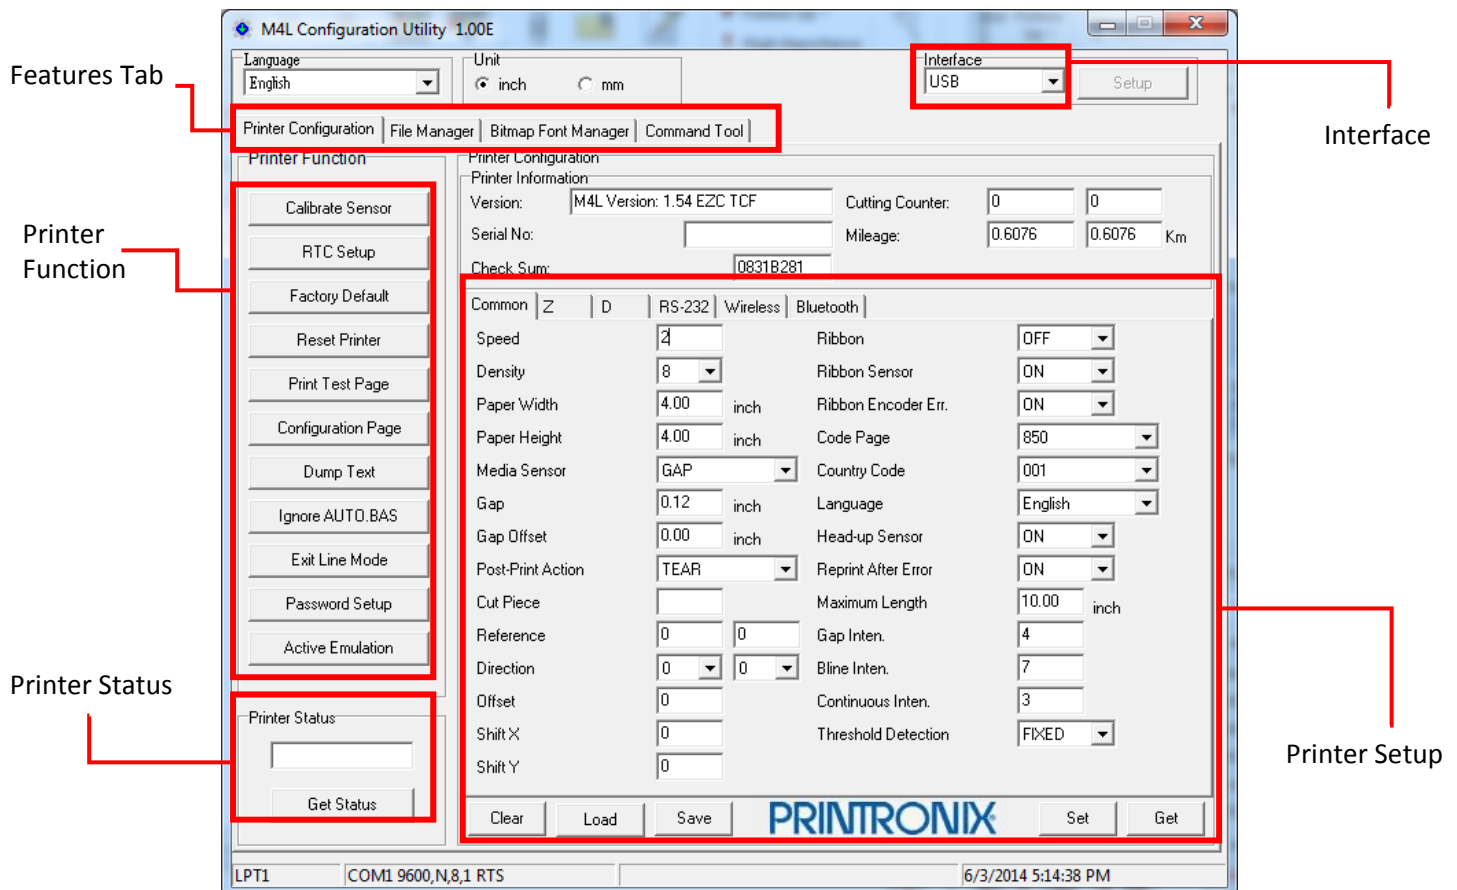 M4L Configuration Utility 1.00E
Language
English
Unit
inch
mm
Interface
USB
Setup
Features Tab
Interface
Printer Configuration
File Manager
Bitmap Font Manager
Command Tool
Printer Function
Calibrate Sensor
RTC Setup
Factory Default
Reset Printer
Print Test Page
Configuration Page
Dump Text
Ignore AUTO.BAS
Exit Line Mode
Password Setup
Active Emulation
Printer
Function
Printer Status
Printer Status
Get Status
Printer Configuration
Printer Information
Version: M4L Version: 1.54 EZC TCF
Cutting Counter: 0 0
Serial No:
Mileage: 0.6076 0.6076 Km
Check Sum: 0831B281
Common Z D RS-232 Wireless Bluetooth
Speed 2
Density 8
Paper Width 4.00 inch
Paper Height 4.00 inch
Media Sensor GAP
Gap 0.12 inch
Gap Offset 0.00 inch
Post-Print Action TEAR
Cut Piece
Reference 0 0
Direction 0 0
Offset 0
Shift X 0
Shift Y 0
Ribbon OFF
Ribbon Sensor ON
Ribbon Encoder Err. ON
Code Page 850
Country Code 001
Language English
Head-up Sensor ON
Reprint After Error ON
Maximum Length 10.00 inch
Gap Inten. 4
Bline Inten. 7
Continuous Inten. 3
Threshold Detection FIXED
Printer Setup
Clear Load Save PRINTRONIX Set Get
LPT1 COM1 9600,N,8,1 RTS 6/3/2014 5:14:38 PM